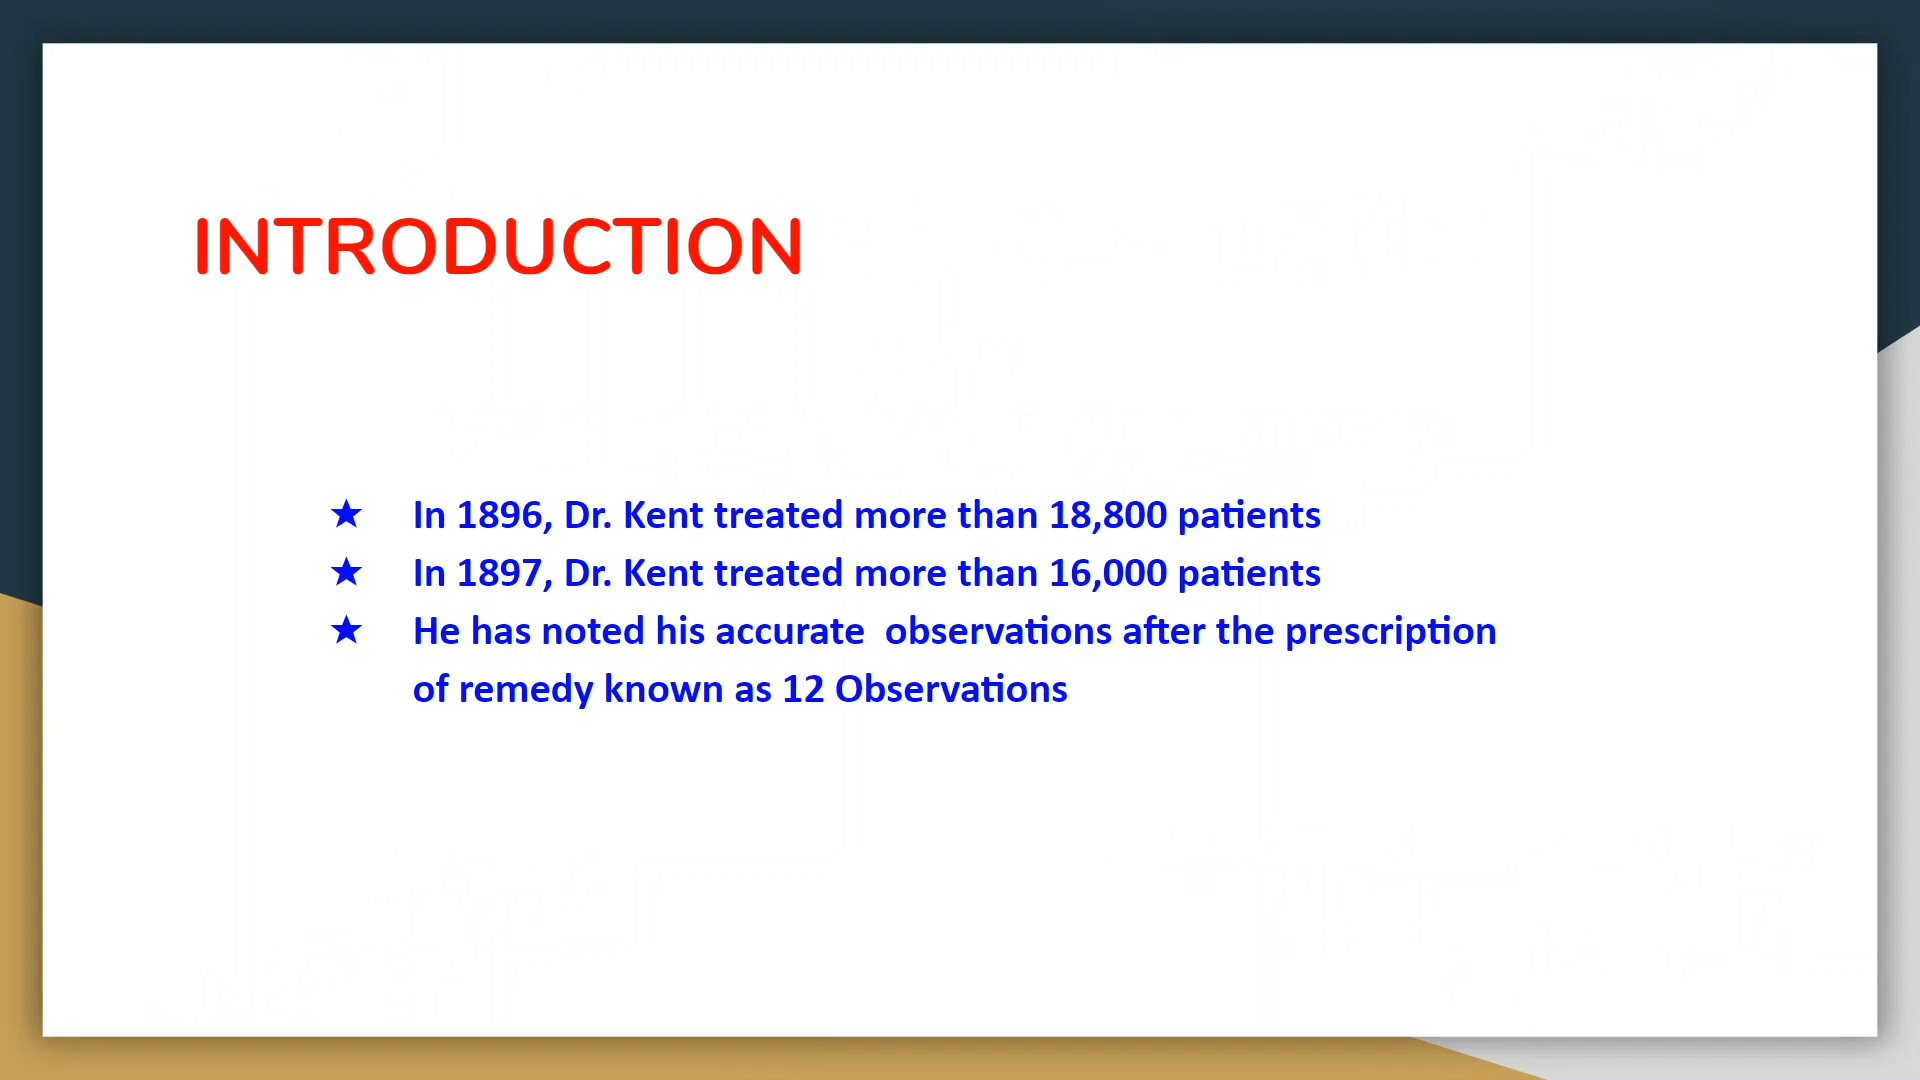 INTRODUCTION
★ In 1896, Dr. Kent treated more than 18,800 patients
★ In 1897, Dr. Kent treated more than 16,000 patients
★ He has noted his accurate  observations after the prescription
of remedy known as 12 Observations